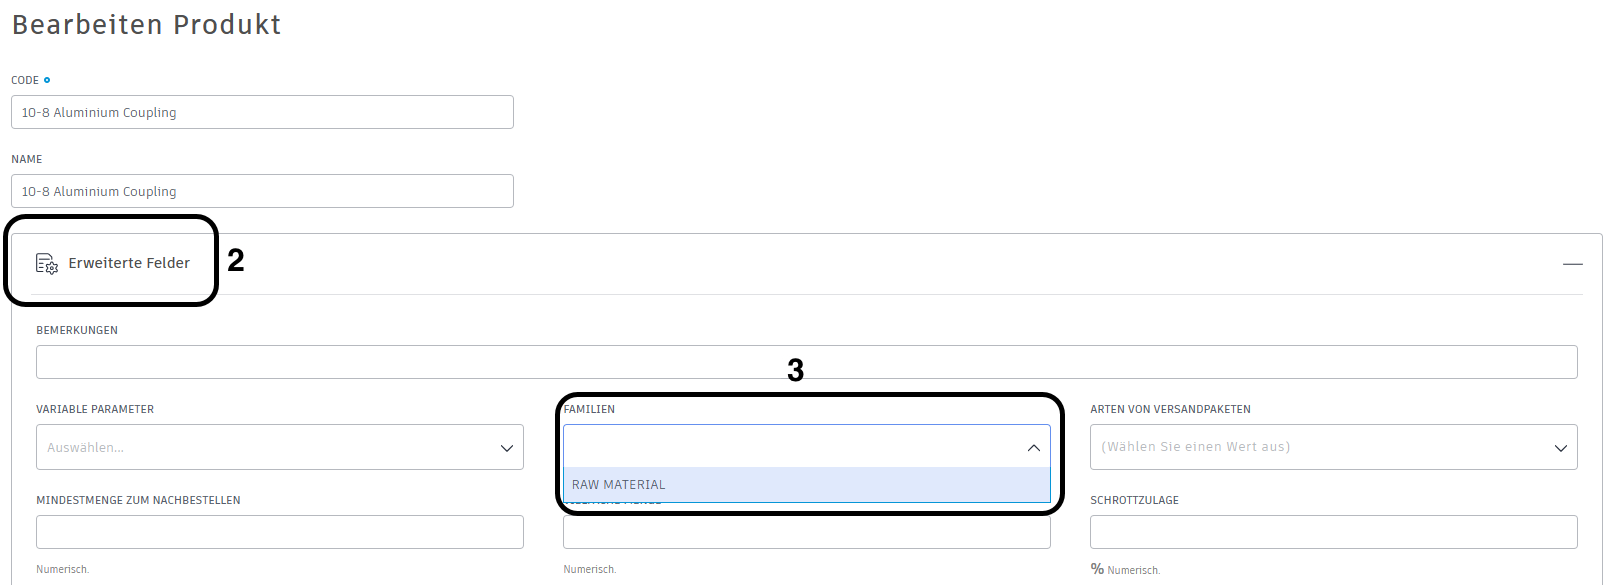 Bearbeiten Produkt
CODE
10-8 Aluminium Coupling
NAME
10-8 Aluminium Coupling
Erweiterte Felder
2
BEMERKUNGEN
3
VARIABLE PARAMETER
FAMILIEN
ARTEN VON VERSANDPAKETEN
Auswählen...
(Wählen Sie einen Wert aus)
RAW MATERIAL
MINDESTMENGE ZUM NACHBESTELLEN
SCHROTTZULAGE
Numerisch.
Numerisch.
% Numerisch.